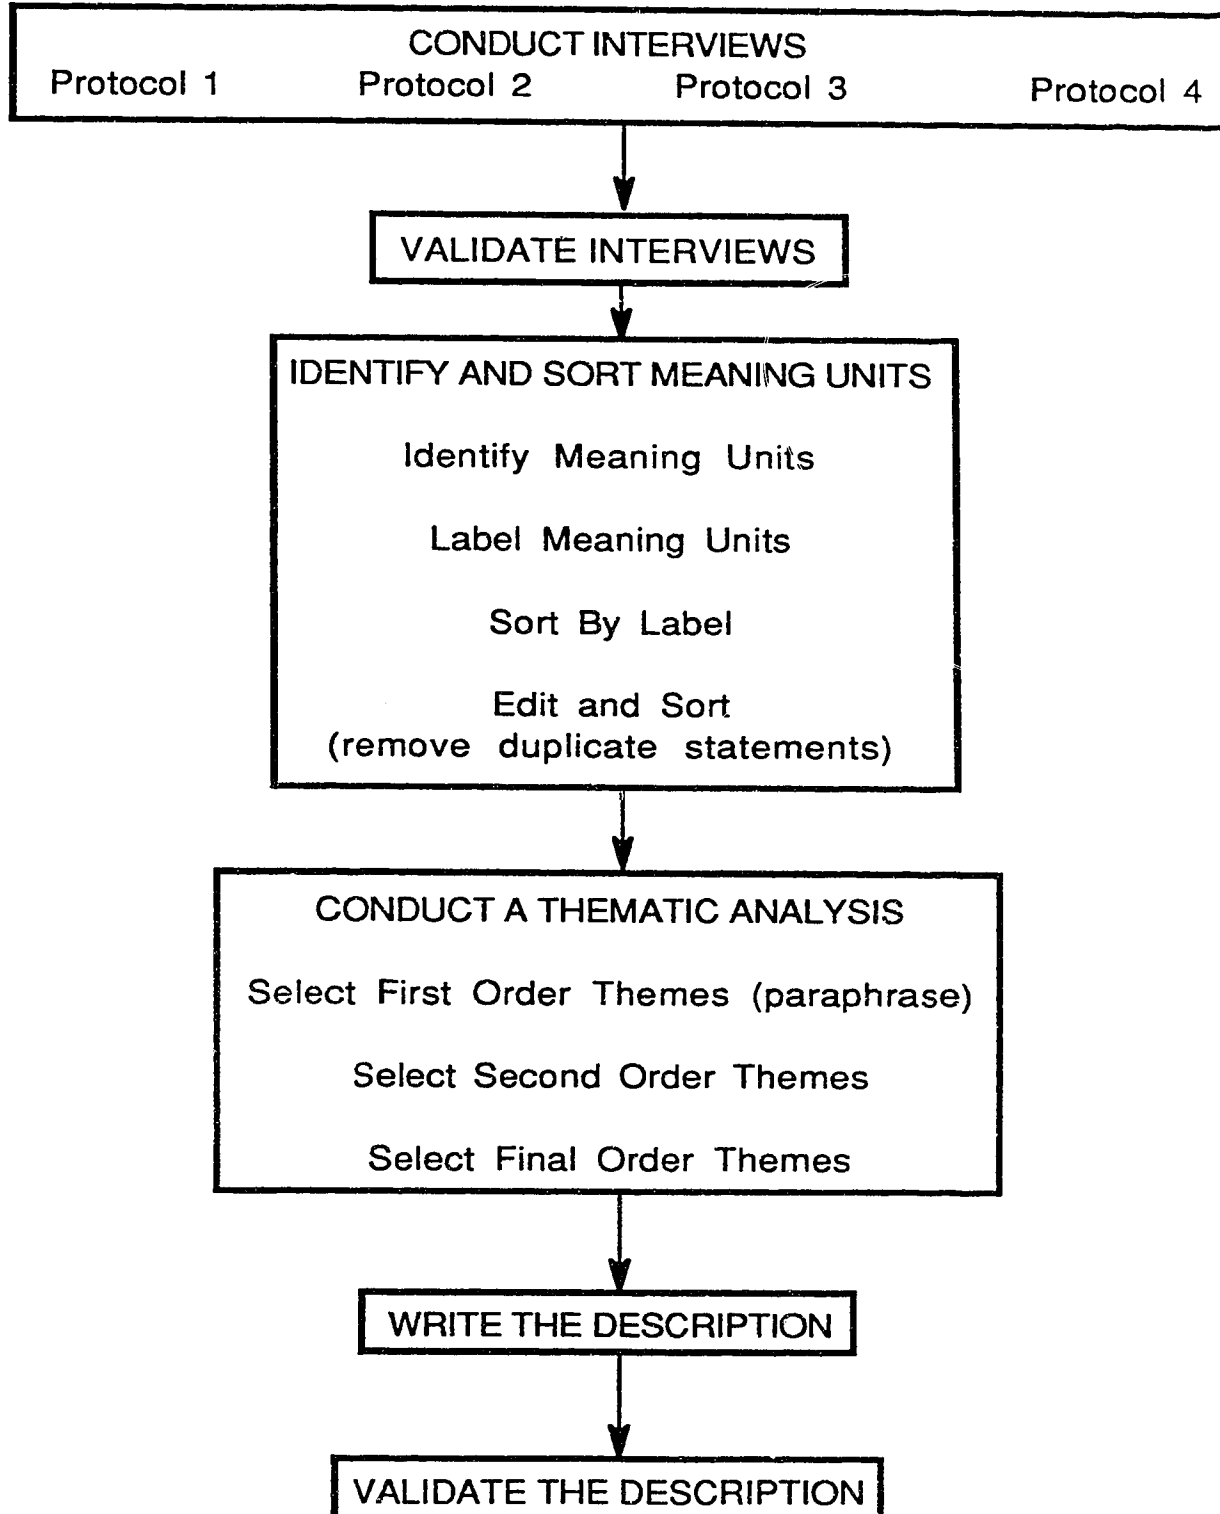 CONDUCT INTERVIEWS
Protocol 1 Protocol 2 Protocol 3 Protocol 4
VALIDATE INTERVIEWS
IDENTIFY AND SORT MEANING UNITS
Identify Meaning Units
Label Meaning Units
Sort By Label
Edit and Sort
(remove duplicate statements)
CONDUCT A THEMATIC ANALYSIS
Select First Order Themes (paraphrase)
Select Second Order Themes
Select Final Order Themes
WRITE THE DESCRIPTION
VALIDATE THE DESCRIPTION